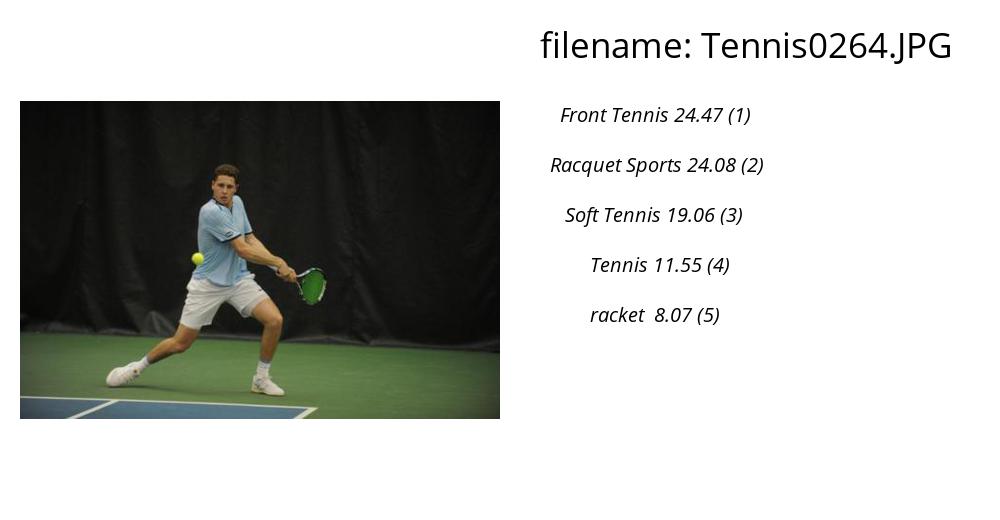 filename: Tennis0264.JPG
Front Tennis 24.47 (1)
Racquet Sports 24.08 (2)
Soft Tennis 19.06 (3)
Tennis 11.55 (4)
racket  8.07 (5)